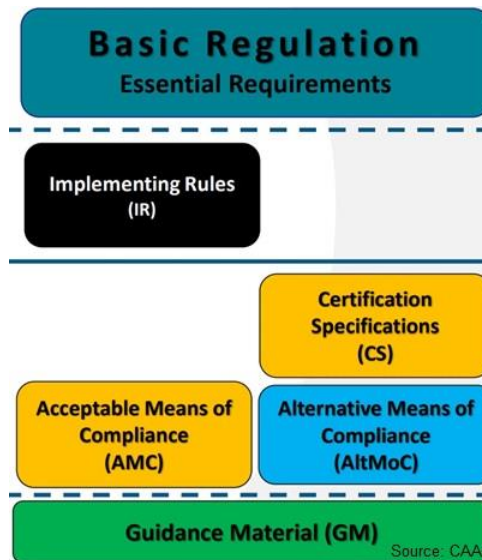 Basic Regulation
Essential Requirements
Implementing Rules
(IR)
Certification
Specifications
(CS)
Acceptable Means of
Compliance
(AMC)
Alternative Means of
Compliance
(AltMoC)
Guidance Material (GM)
Source: CAA